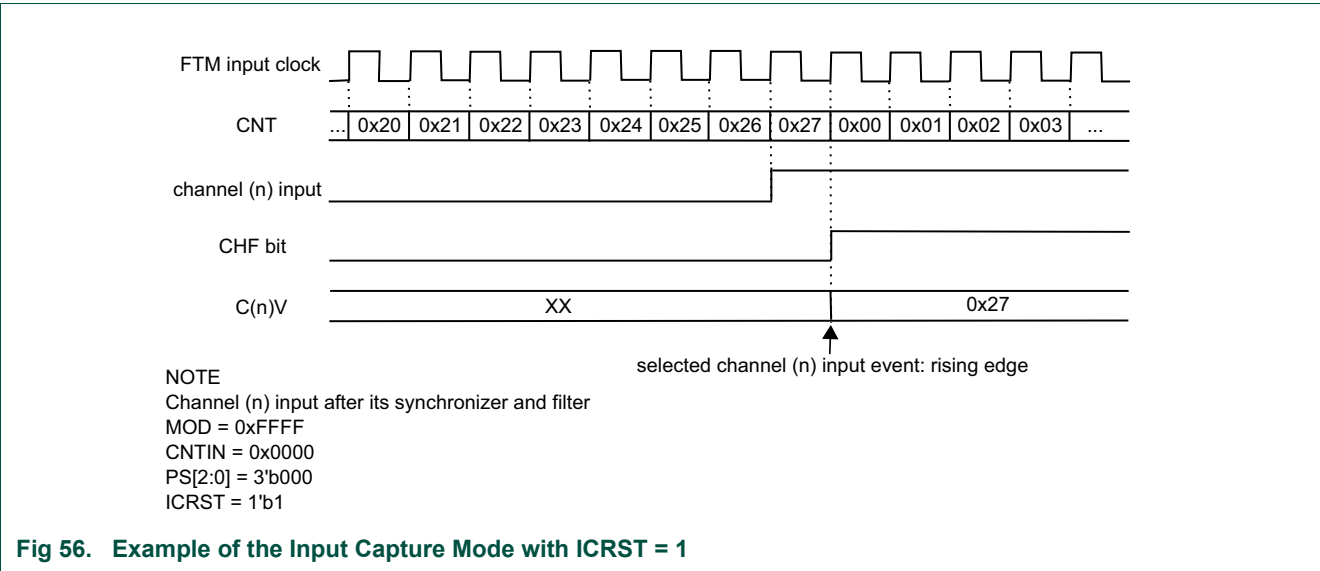 FTM input clock
CNT ... 0x20 0x21 0x22 0x23 0x24 0x25 0x26 0x27 0x00 0x01 0x02 0x03 ...
channel (n) input
CHF bit
C(n)V XX 0x27
selected channel (n) input event: rising edge
NOTE
Channel (n) input after its synchronizer and filter
MOD = 0xFFFF
CNTIN = 0x0000
PS[2:0] = 3'b000
ICRST = 1'b1
Fig 56. Example of the Input Capture Mode with ICRST = 1